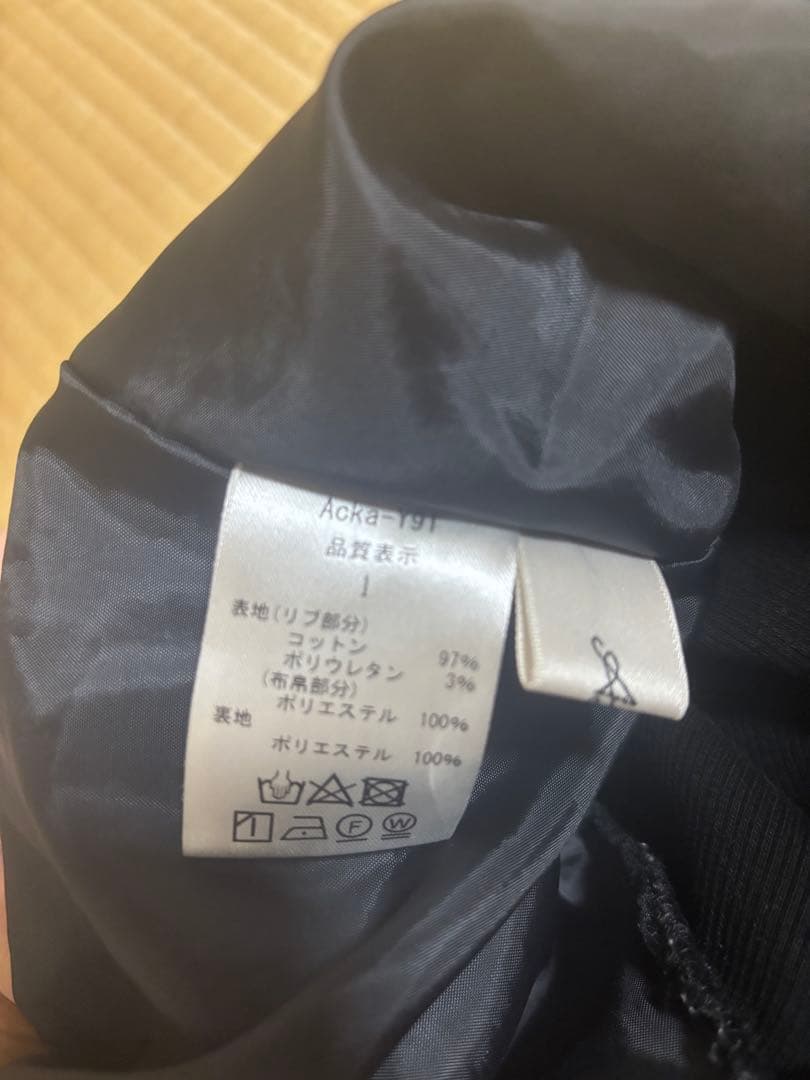 Acka-Y91
品質表示
1
表地(リブ部分)
コットン 97%
ポリウレタン 3%
(布帛部分)
ポリエステル 100%
裏地
ポリエステル 100%
F W